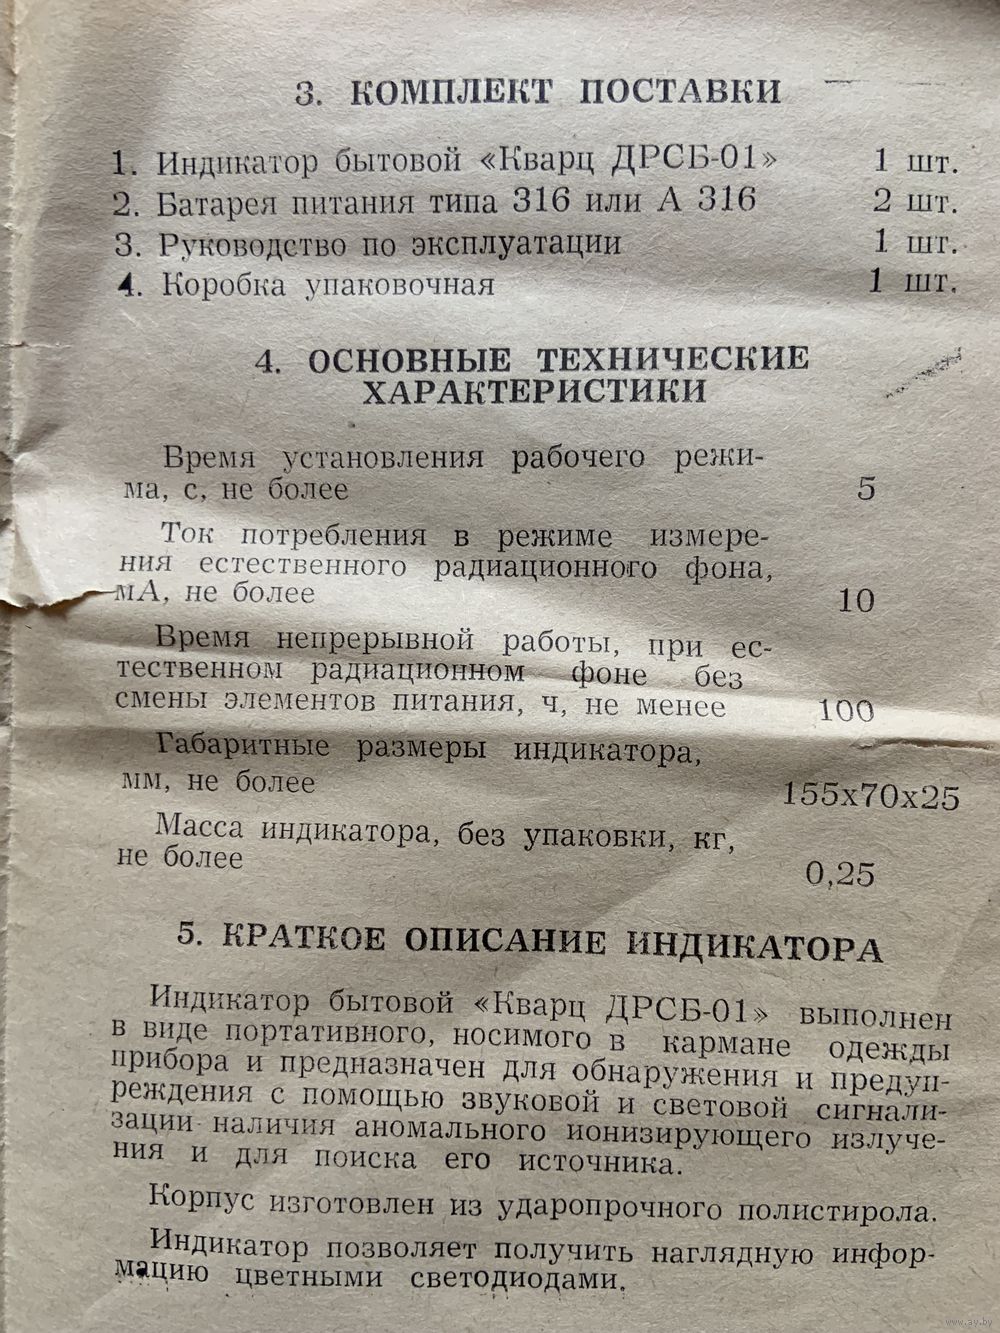 3. КОМПЛЕКТ ПОСТАВКИ
1. Индикатор бытовой «Кварц ДРСБ-01» 1 шт.
2. Батарея питания типа 316 или А 316 2 шт.
3. Руководство по эксплуатации 1 шт.
4. Коробка упаковочная 1 шт.
4. ОСНОВНЫЕ ТЕХНИЧЕСКИЕ
ХАРАКТЕРИСТИКИ
Время установления рабочего режи-
ма, с, не более 5
Ток потребления в режиме измере-
ния естественного радиационного фона,
мА, не более 10
Время непрерывной работы, при ес-
тественном радиационном фоне без
смены элементов питания, ч, не менее 100
Габаритные размеры индикатора,
мм, не более 155х70х25
Масса индикатора, без упаковки, кг,
не более 0,25
5. КРАТКОЕ ОПИСАНИЕ ИНДИКАТОРА
Индикатор бытовой «Кварц ДРСБ-01» выполнен
в виде портативного, носимого в кармане одежды
прибора и предназначен для обнаружения и предуп-
реждения с помощью звуковой и световой сигнали-
зации наличия аномального ионизирующего излуче-
ния и для поиска его источника.
Корпус изготовлен из ударопрочного полистирола.
Индикатор позволяет получить наглядную инфор-
мацию цветными светодиодами.
www.ay.by